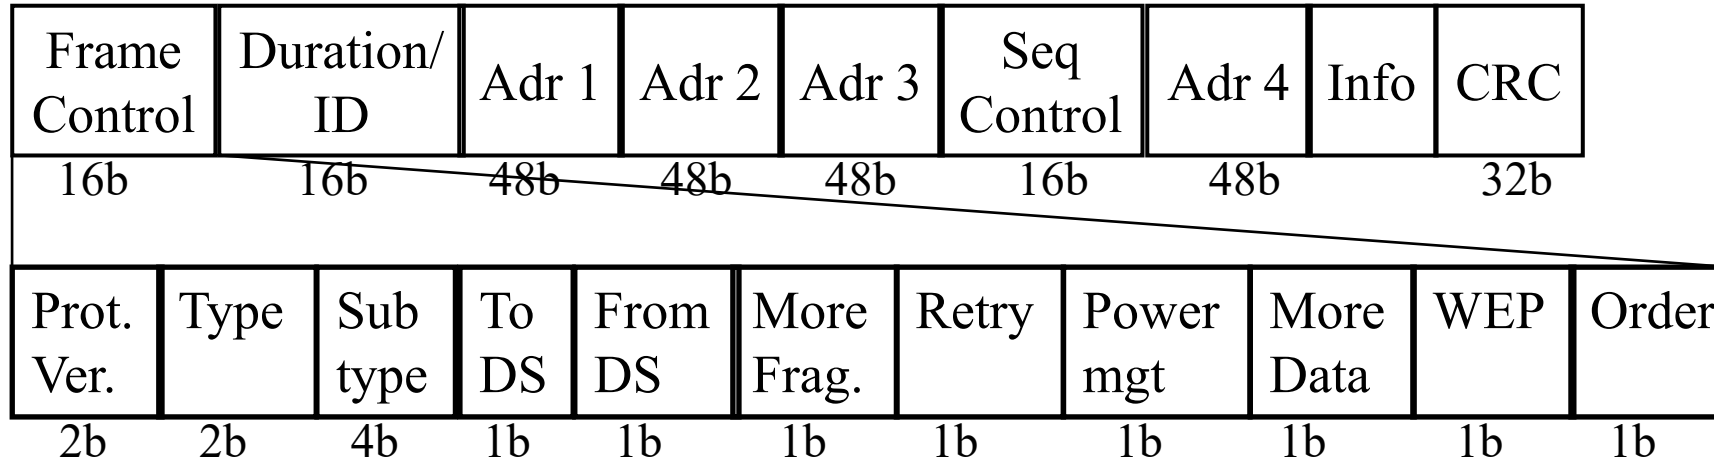 Frame Control
Duration/ ID
Adr 1
Adr 2
Adr 3
Seq Control
Adr 4
Info
CRC
16b 16b 48b 48b 48b 16b 48b 32b
Prot. Ver.
Type
Sub type
To DS
From DS
More Frag.
Retry
Power mgt
More Data
WEP
Order
2b 2b 4b 1b 1b 1b 1b 1b 1b 1b 1b